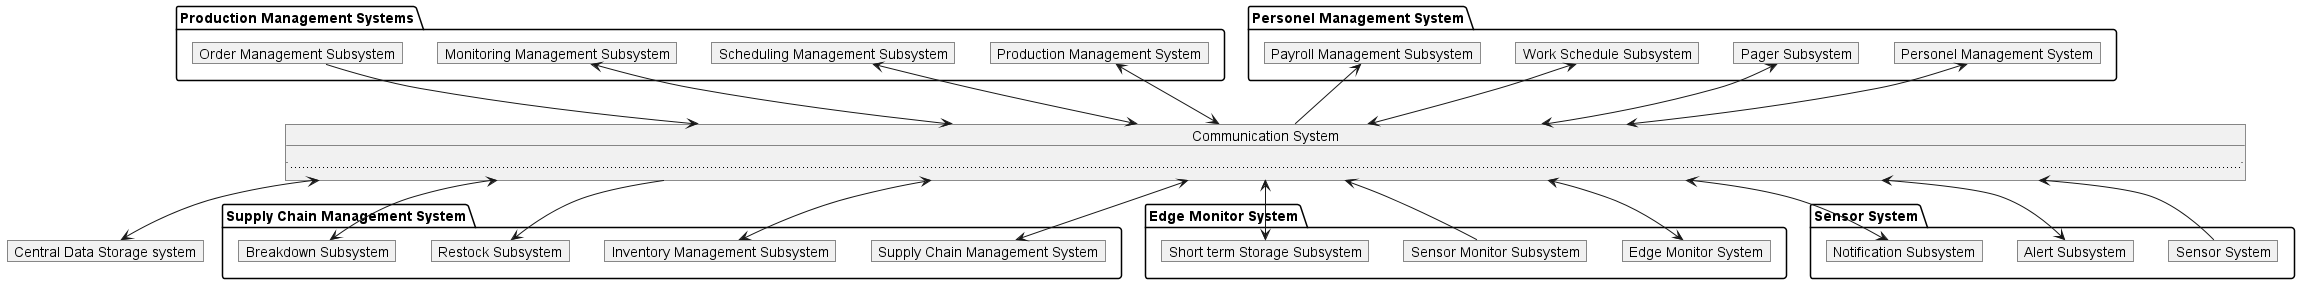 Production Management Systems
Order Management Subsystem
Monitoring Management Subsystem
Scheduling Management Subsystem
Production Management System
Personel Management System
Payroll Management Subsystem
Work Schedule Subsystem
Pager Subsystem
Personel Management System
Communication System
Central Data Storage system
Supply Chain Management System
Breakdown Subsystem
Restock Subsystem
Inventory Management Subsystem
Supply Chain Management System
Edge Monitor System
Short term Storage Subsystem
Sensor Monitor Subsystem
Edge Monitor System
Sensor System
Notification Subsystem
Alert Subsystem
Sensor System